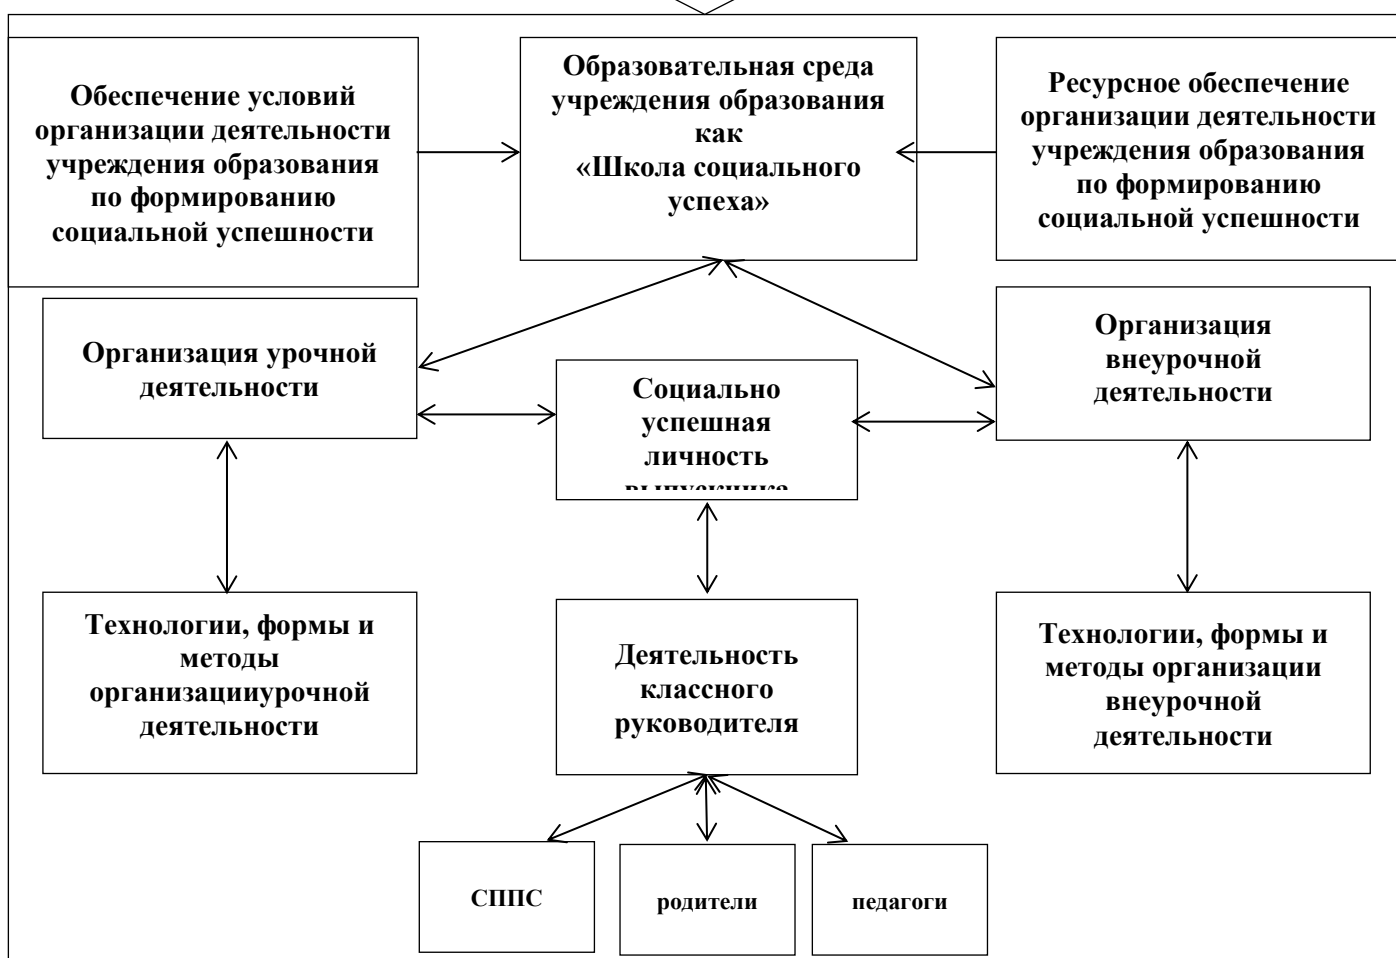 Обеспечение условий
организации деятельности
учреждения образования
по формированию
социальной успешности
Образовательная среда
учреждения образования
как
«Школа социального
успеха»
Ресурсное обеспечение
организации деятельности
учреждения образования
по формированию
социальной успешности
Организация урочной
деятельности
Социально
успешная
личность
выпускника
Организация
внеурочной
деятельности
Технологии, формы и
методы
организацииурочной
деятельности
Деятельность
классного
руководителя
Технологии, формы и
методы организации
внеурочной
деятельности
СППС
родители
педагоги